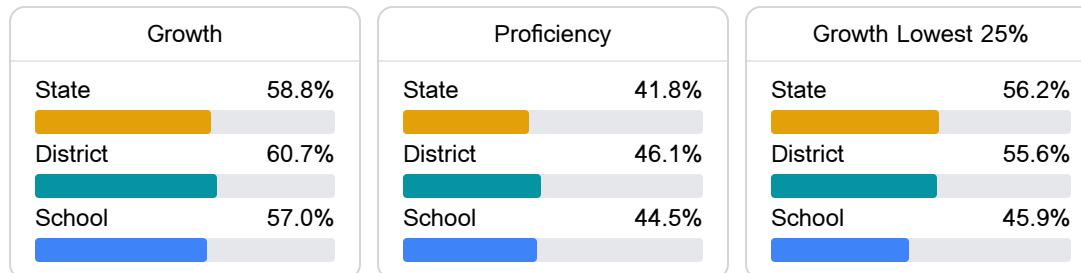 Growth
State 58.8%
District 60.7%
School 57.0%
Proficiency
State 41.8%
District 46.1%
School 44.5%
Growth Lowest 25%
State 56.2%
District 55.6%
School 45.9%